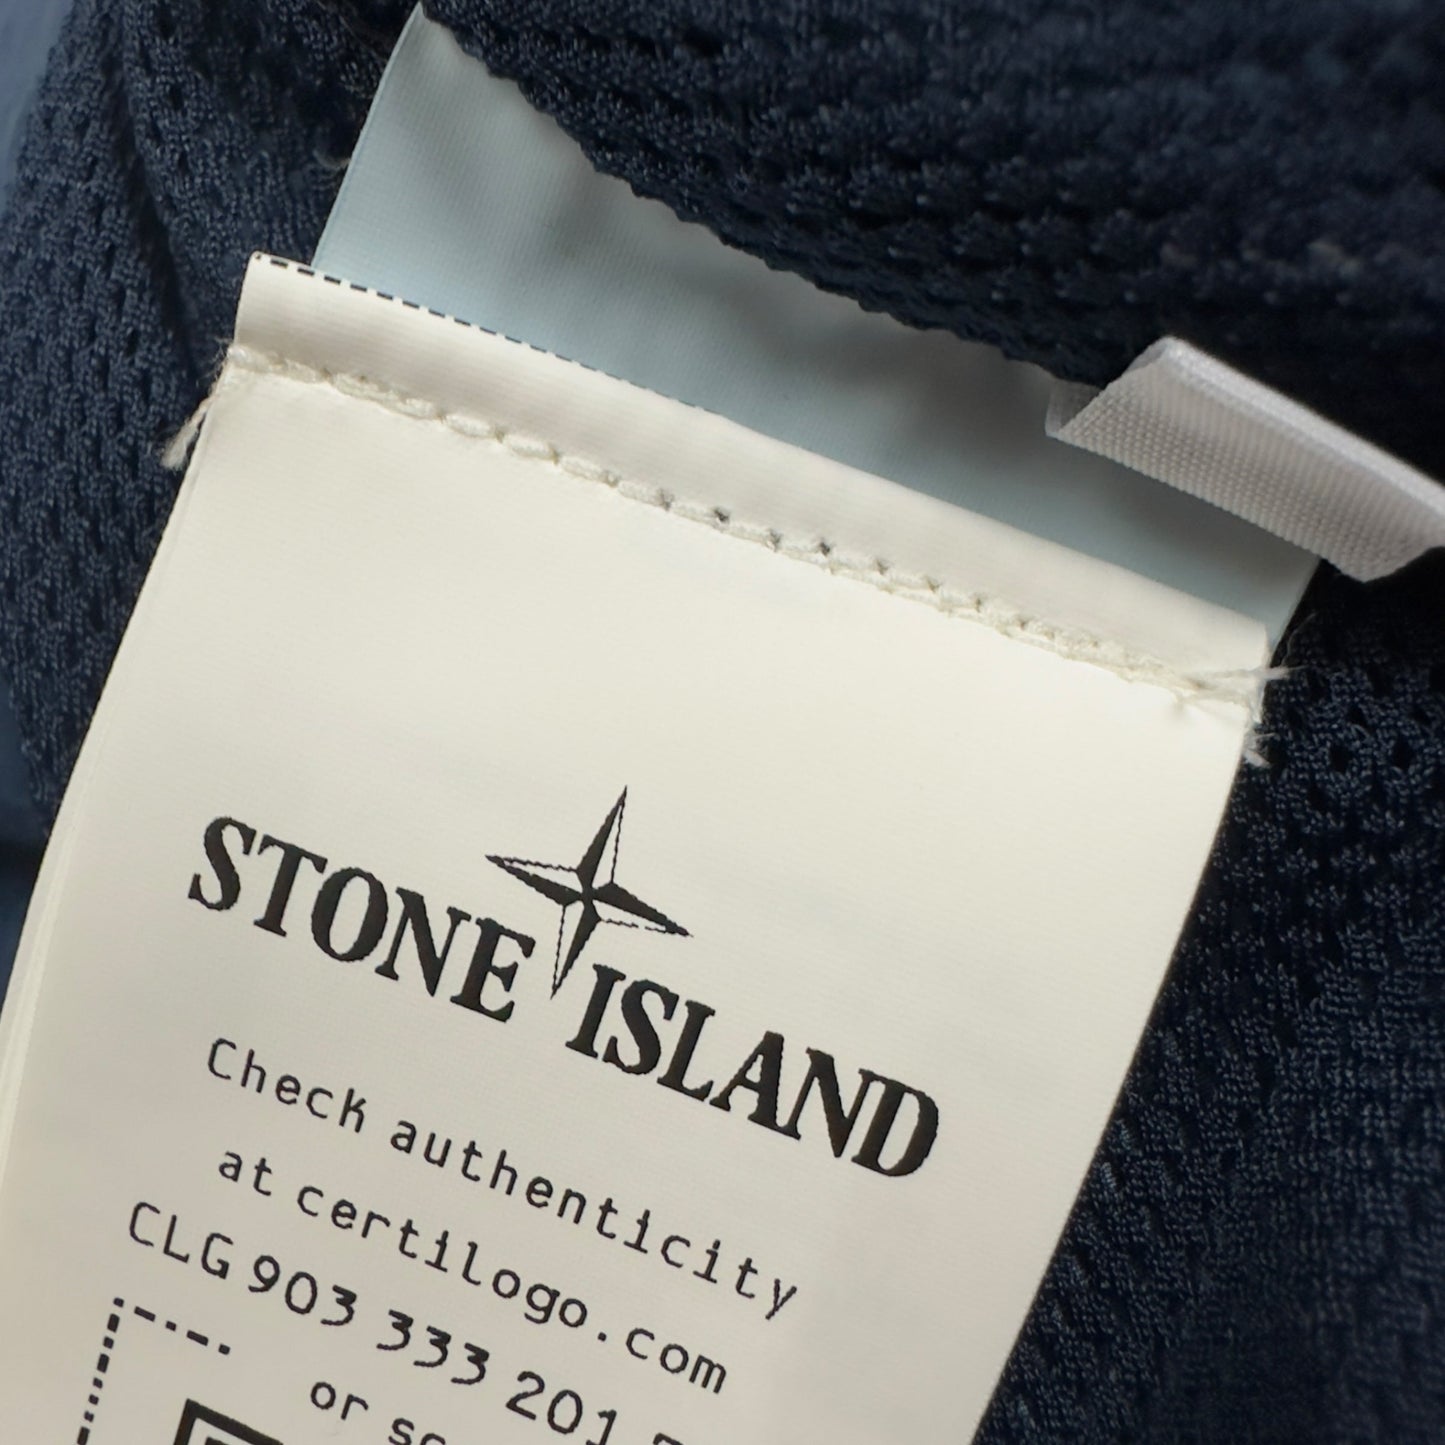 STONE ISLAND
Check authenticity
at certilogo.com
CLG 903 333 201
or